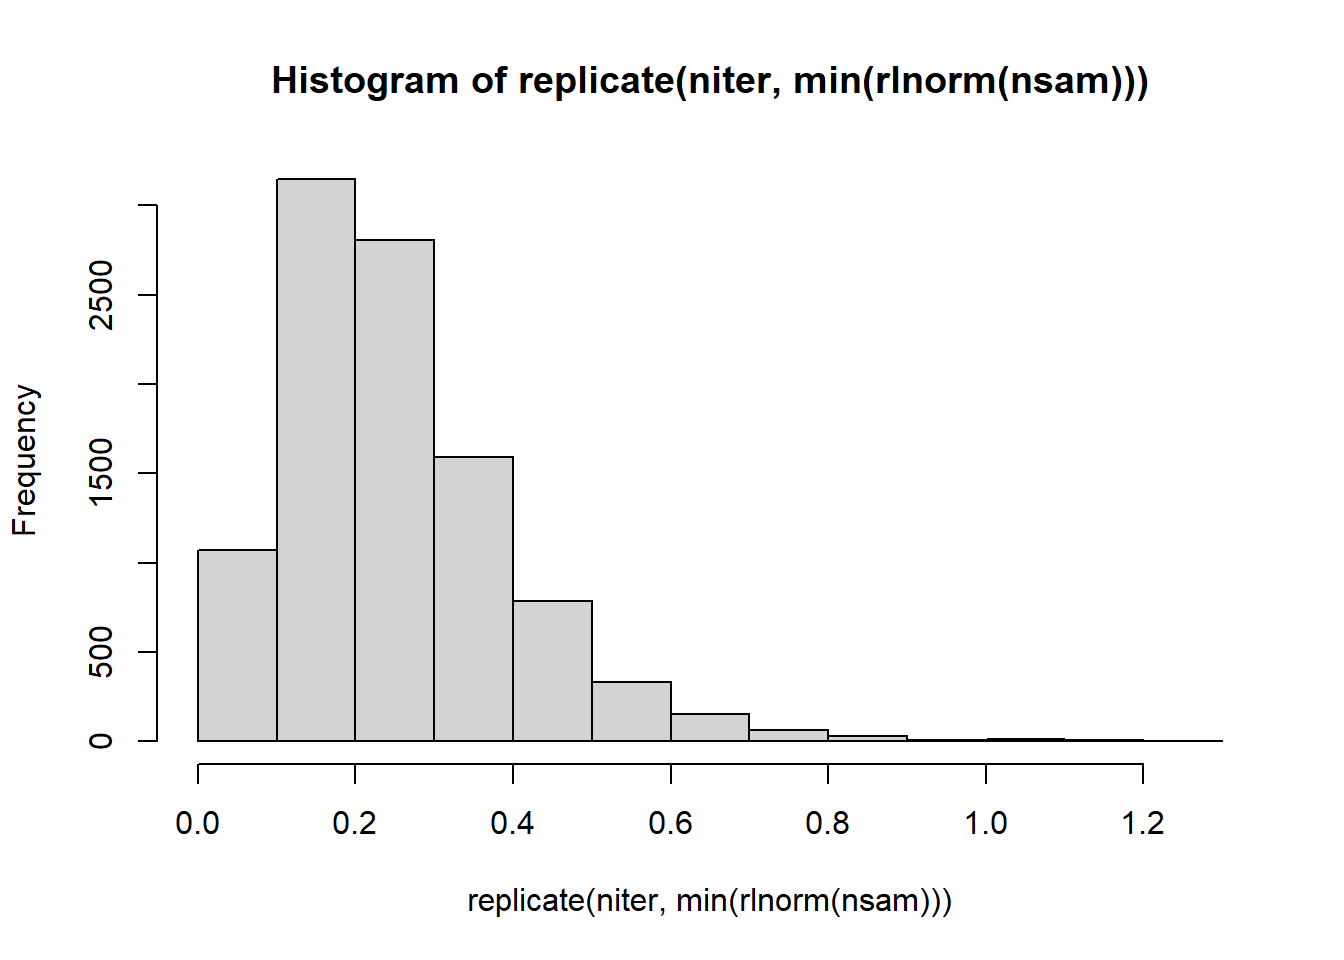 Histogram of replicate(niter, min(rlnorm(nsam)))
Frequency
2500
1500
500
0
0.0 0.2 0.4 0.6 0.8 1.0 1.2
replicate(niter, min(rlnorm(nsam)))